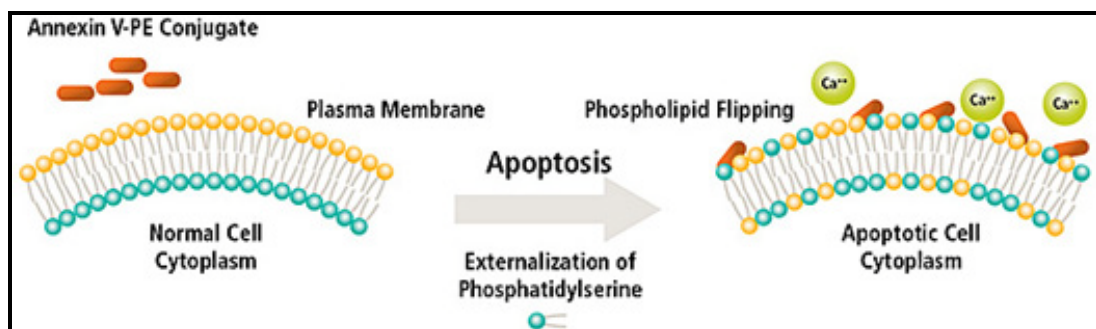 Annexin V-PE Conjugate
Plasma Membrane
Phospholipid Flipping
Ca⁺⁺
Ca⁺⁺
Ca⁺⁺
Apoptosis
Normal Cell
Cytoplasm
Externalization of
Phosphatidylserine
Apoptotic Cell
Cytoplasm